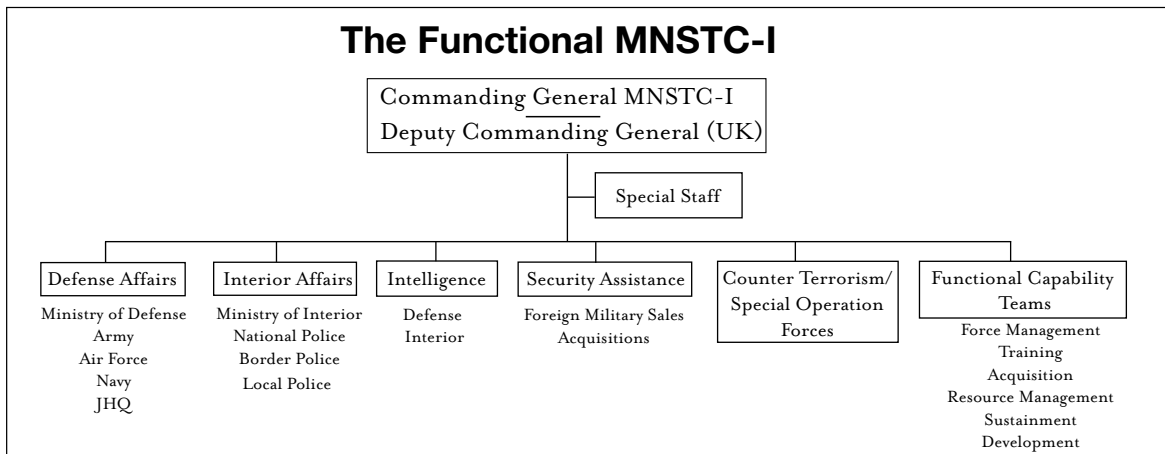 The Functional MNSTC-I
Commanding General MNSTC-I
Deputy Commanding General (UK)
Special Staff
Defense Affairs
Ministry of Defense
Army
Air Force
Navy
JHQ
Interior Affairs
Ministry of Interior
National Police
Border Police
Local Police
Intelligence
Defense
Interior
Security Assistance
Foreign Military Sales
Acquisitions
Counter Terrorism/
Special Operation
Forces
Functional Capability
Teams
Force Management
Training
Acquisition
Resource Management
Sustainment
Development